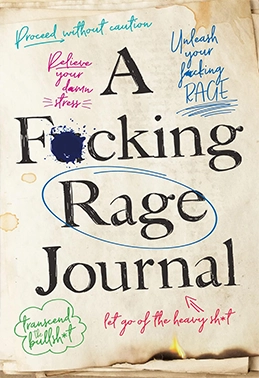 Proceed without caution
Unleash
your
f*cking
RAGE
Relieve
your
damn
stress
A
F cking
Rage
Journal
transcend
the
bullsh*t
let go of the heavy sh*t